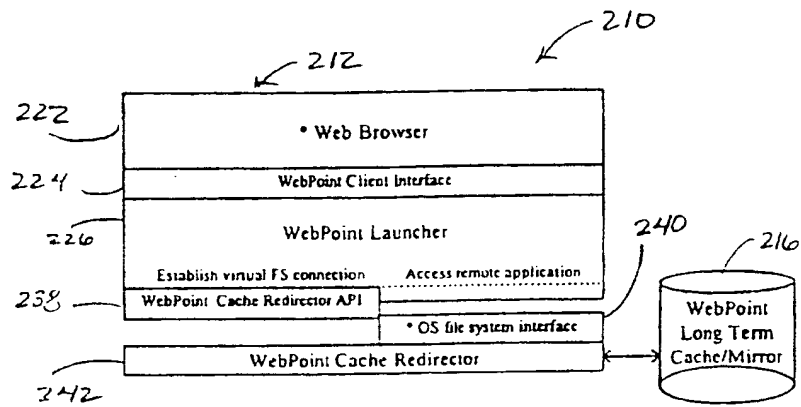 210
212
222
• Web Browser
224
WebPoint Client Interface
226
WebPoint Launcher
240
216
Establish virtual FS connection
Access remote application
238
WebPoint Cache Redirector API
• OS file system interface
WebPoint
Long Term
Cache/Mirror
WebPoint Cache Redirector
342